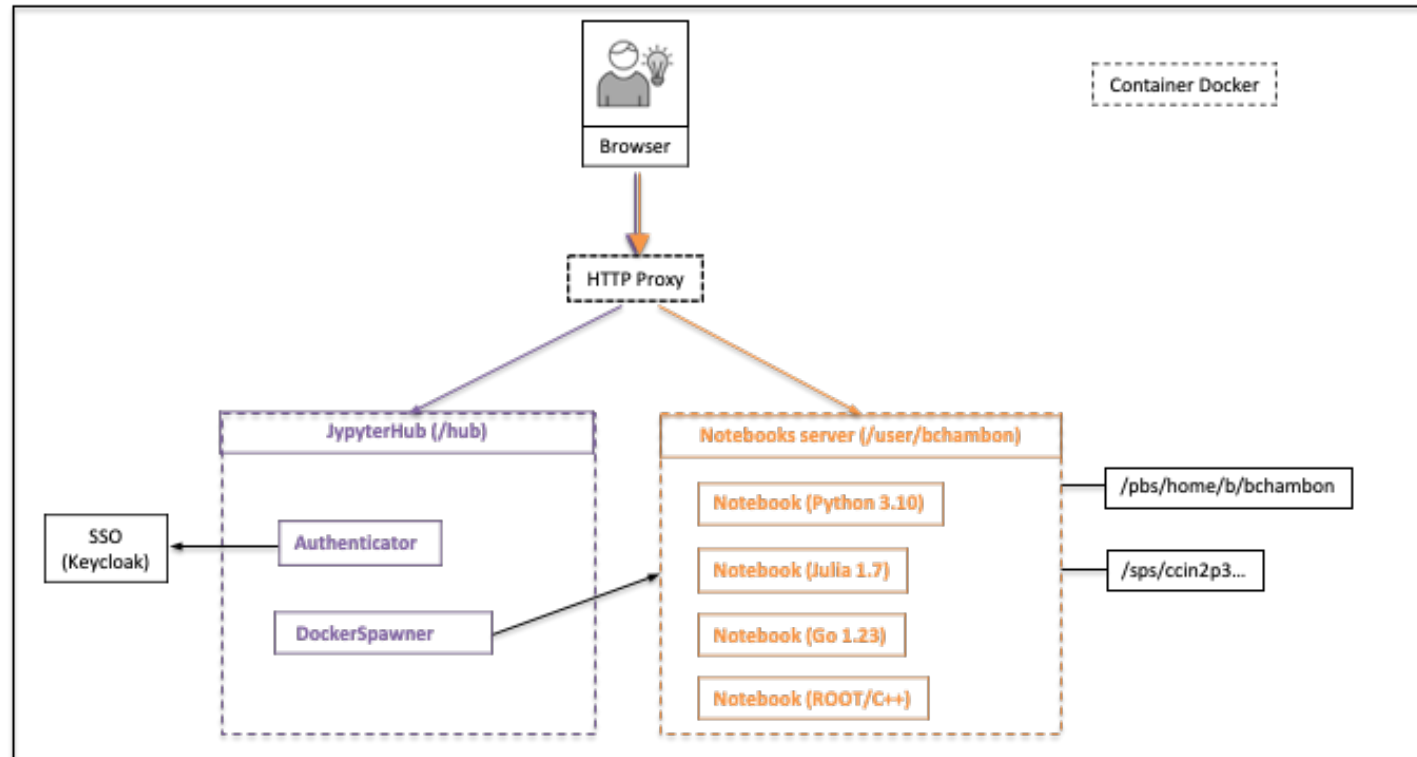 Browser
Container Docker
HTTP Proxy
JypyterHub (/hub)
Authenticator
DockerSpawner
SSO
(Keycloak)
Notebooks server (/user/bchambon)
Notebook (Python 3.10)
Notebook (Julia 1.7)
Notebook (Go 1.23)
Notebook (ROOT/C++)
/pbs/home/b/bchambon
/sps/ccin2p3...